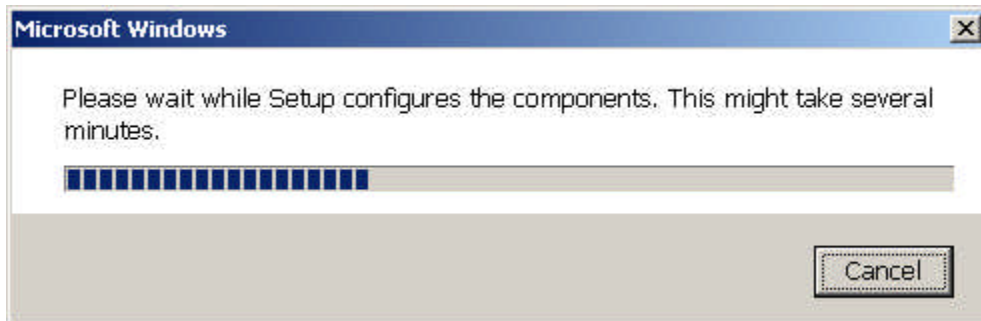 Microsoft Windows
Please wait while Setup configures the components. This might take several
minutes.
Cancel